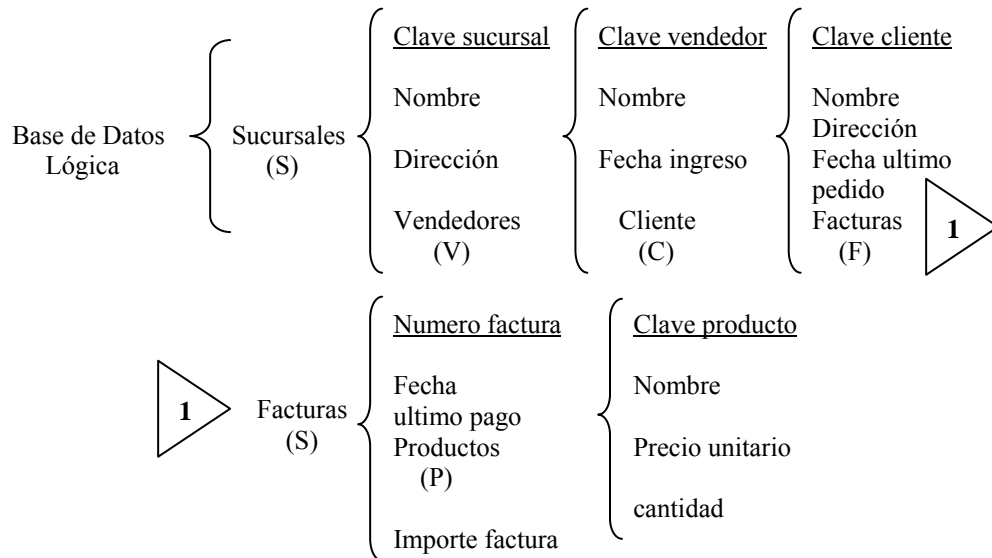 Clave sucursal
Clave vendedor
Clave cliente
Nombre
Nombre
Nombre
Base de Datos
Lógica
Sucursales
(S)
Dirección
Fecha ingreso
Dirección
Fecha ultimo
pedido
Vendedores
(V)
Cliente
(C)
Facturas
(F)
1
1
Facturas
(S)
Numero factura
Fecha
ultimo pago
Productos
(P)
Importe factura
Clave producto
Nombre
Precio unitario
cantidad